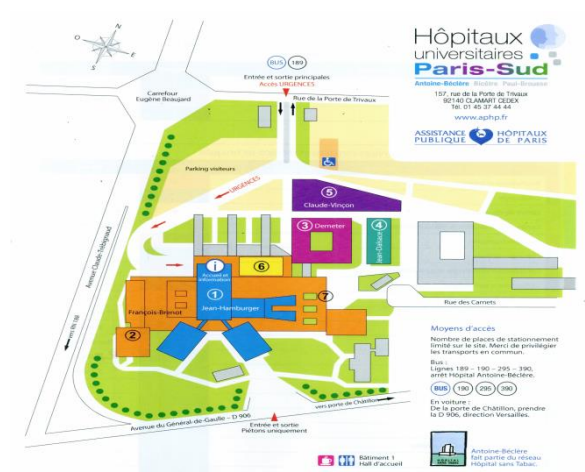 N
O
E
S
Hôpitaux
universitaires
Paris-Sud
Antoine-Béclère Bicêtre Paul-Brousse
157, rue de la Porte de Trivaux
92140 CLAMART CEDEX
Tél. 01 45 37 44 44
www.aphp.fr
ASSISTANCE PUBLIQUE HÔPITAUX DE PARIS
BUS 189
Entrée et sortie principales
Accès URGENCES
Carrefour
Eugène Beaujard
Rue de la Porte de Trivaux
Parking visiteurs
URGENCES
5
Claude-Vinçon
3
Demeter
4
i
Accueil et
information
6
1
Jean-Hamburger
7
François-Brenot
2
Rue des Carnets
vers RN 188
Avenue du Général-de-Gaulle – D 906
vers porte de Châtillon
Entrée et sortie
Piétons uniquement
Moyens d'accès
Nombre de places de stationnement
limité sur le site. Merci de privilégier
les transports en commun.
Bus :
Lignes 189 – 190 – 295 – 390,
arrêt Hôpital Antoine-Béclère.
BUS 190 295 390
En voiture :
De la porte de Châtillon, prendre
la D 906, direction Versailles.
Bâtiment 1
Hall d'accueil
Antoine-Béclère
fait partie du réseau
Hôpital sans Tabac.